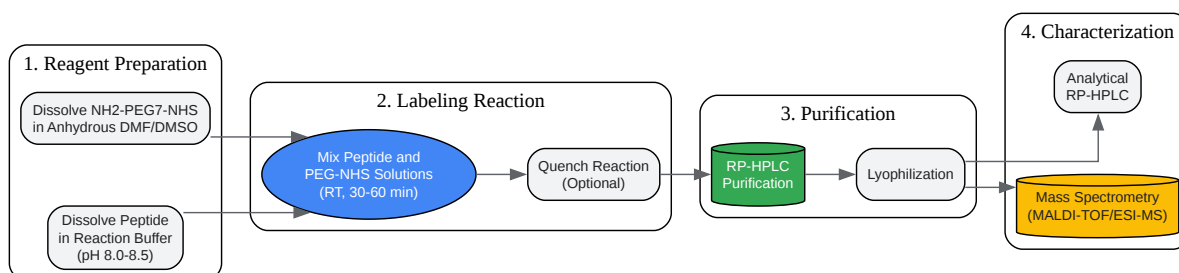 1. Reagent Preparation
Dissolve NH2-PEG7-NHS
in Anhydrous DMF/DMSO
Dissolve Peptide
in Reaction Buffer
(pH 8.0-8.5)
2. Labeling Reaction
Mix Peptide and
PEG-NHS Solutions
(RT, 30-60 min)
Quench Reaction
(Optional)
3. Purification
RP-HPLC
Purification
Lyophilization
4. Characterization
Analytical
RP-HPLC
Mass Spectrometry
(MALDI-TOF/ESI-MS)